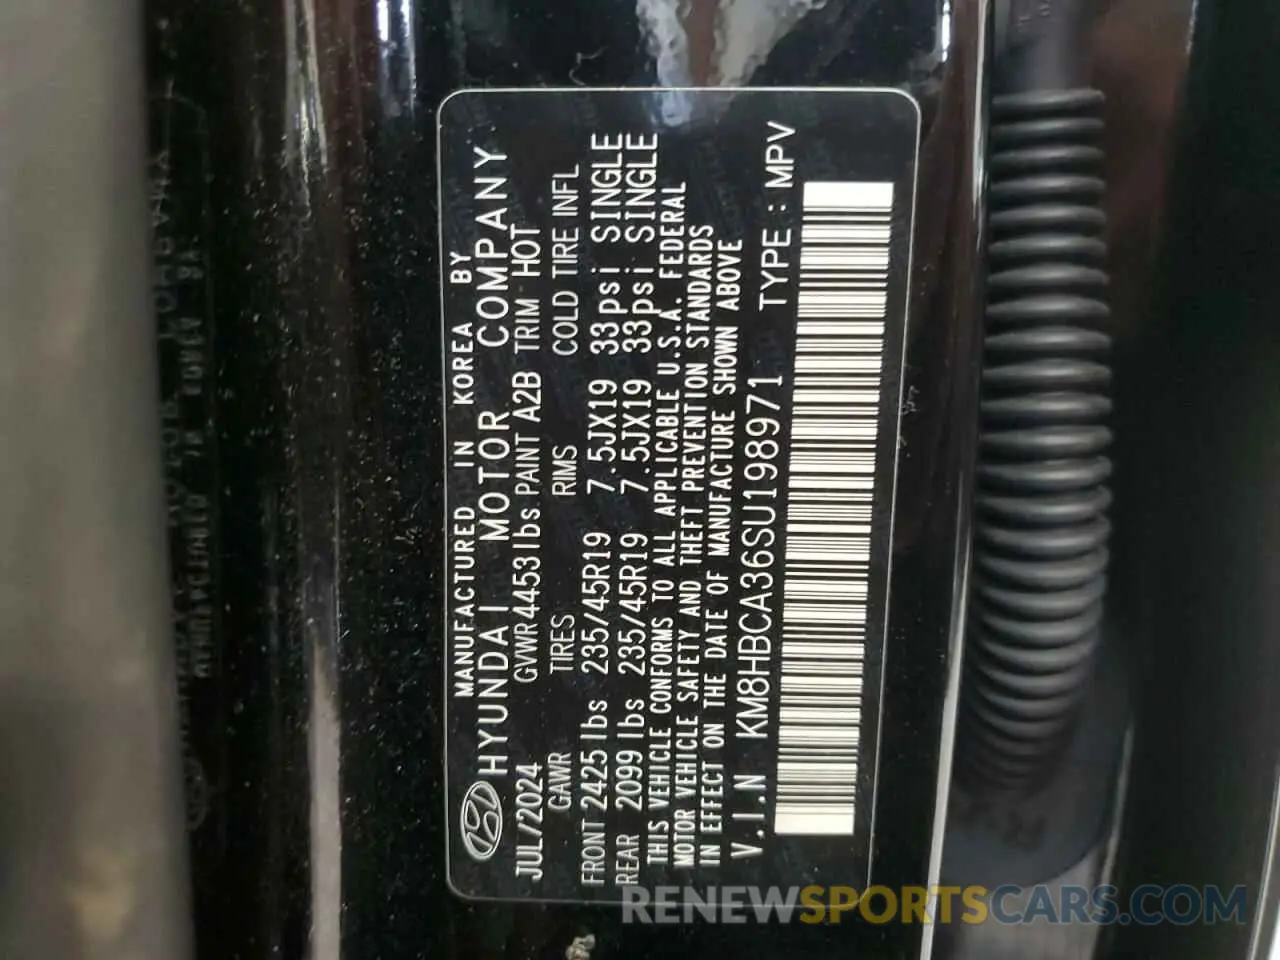 MANUFACTURED IN KOREA BY
HYUNDAI MOTOR COMPANY
JUL/2024 GVWR 4453lbs PAINT A2B TRIM HOT
GAWR TIRES RIMS COLD TIRE INFL
FRONT 2425 lbs 235/45R19 7.5JX19 33psi SINGLE
REAR 2099 lbs 235/45R19 7.5JX19 33psi SINGLE
THIS VEHICLE CONFORMS TO ALL APPLICABLE U.S.A. FEDERAL
MOTOR VEHICLE SAFETY AND THEFT PREVENTION STANDARDS
IN EFFECT ON THE DATE OF MANUFACTURE SHOWN ABOVE
V.I.N KM8HBCA36SU198971 TYPE : MPV
RENEWSPORTSCARS.COM